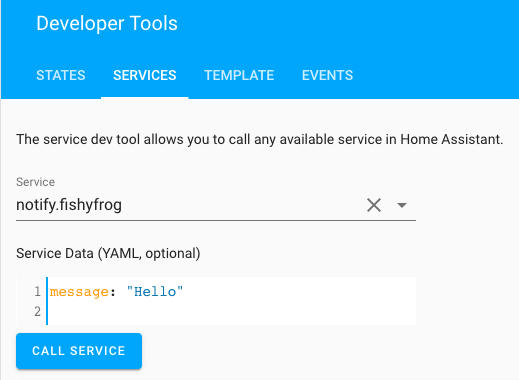 Developer Tools
STATES SERVICES TEMPLATE EVENTS
The service dev tool allows you to call any available service in Home Assistant.
Service
notify.fishyfrog
Service Data (YAML, optional)
1 message: "Hello"
2
CALL SERVICE